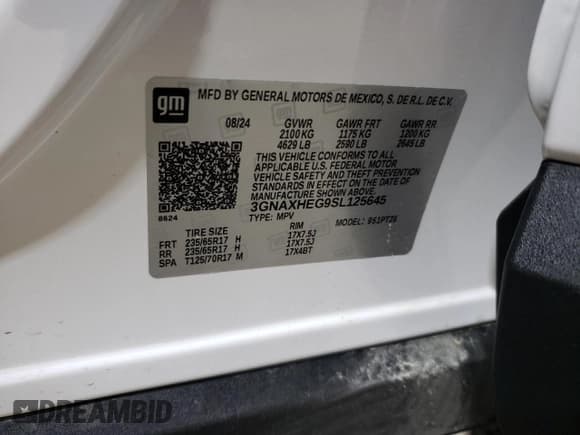 gm MFD BY GENERAL MOTORS DE MEXICO, S. DE R.L. DE C.V.
08/24 GVWR GAWR FRT GAWR RR
2100 KG 1175 KG 1200 KG
4629 LB 2590 LB 2645 LB
THIS VEHICLE CONFORMS TO ALL
APPLICABLE U.S. FEDERAL MOTOR
VEHICLE SAFETY AND THEFT PREVENTION
STANDARDS IN EFFECT ON THE DATE OF
MANUFACTURE SHOWN ABOVE.
3GNAXHEG9SL125645
8624 TYPE: MPV MODEL:
TIRE SIZE RIM
FRT 235/65R17 H 17X7.5J
RR 235/65R17 H 17X7.5J
SPA T125/70R17 M 17X4BT
DREAMBID